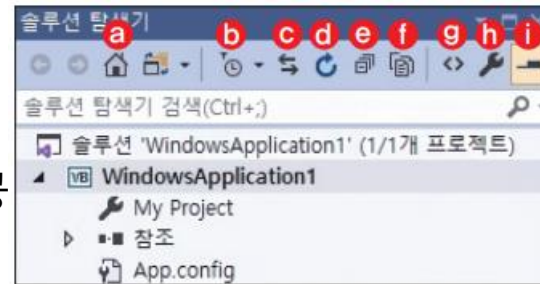 솔루션 탐색기
a b c d e f g h i
솔루션 탐색기 검색(Ctrl+;)
솔루션 'WindowsApplication1' (1/1개 프로젝트)
VB WindowsApplication1
My Project
참조
App.config